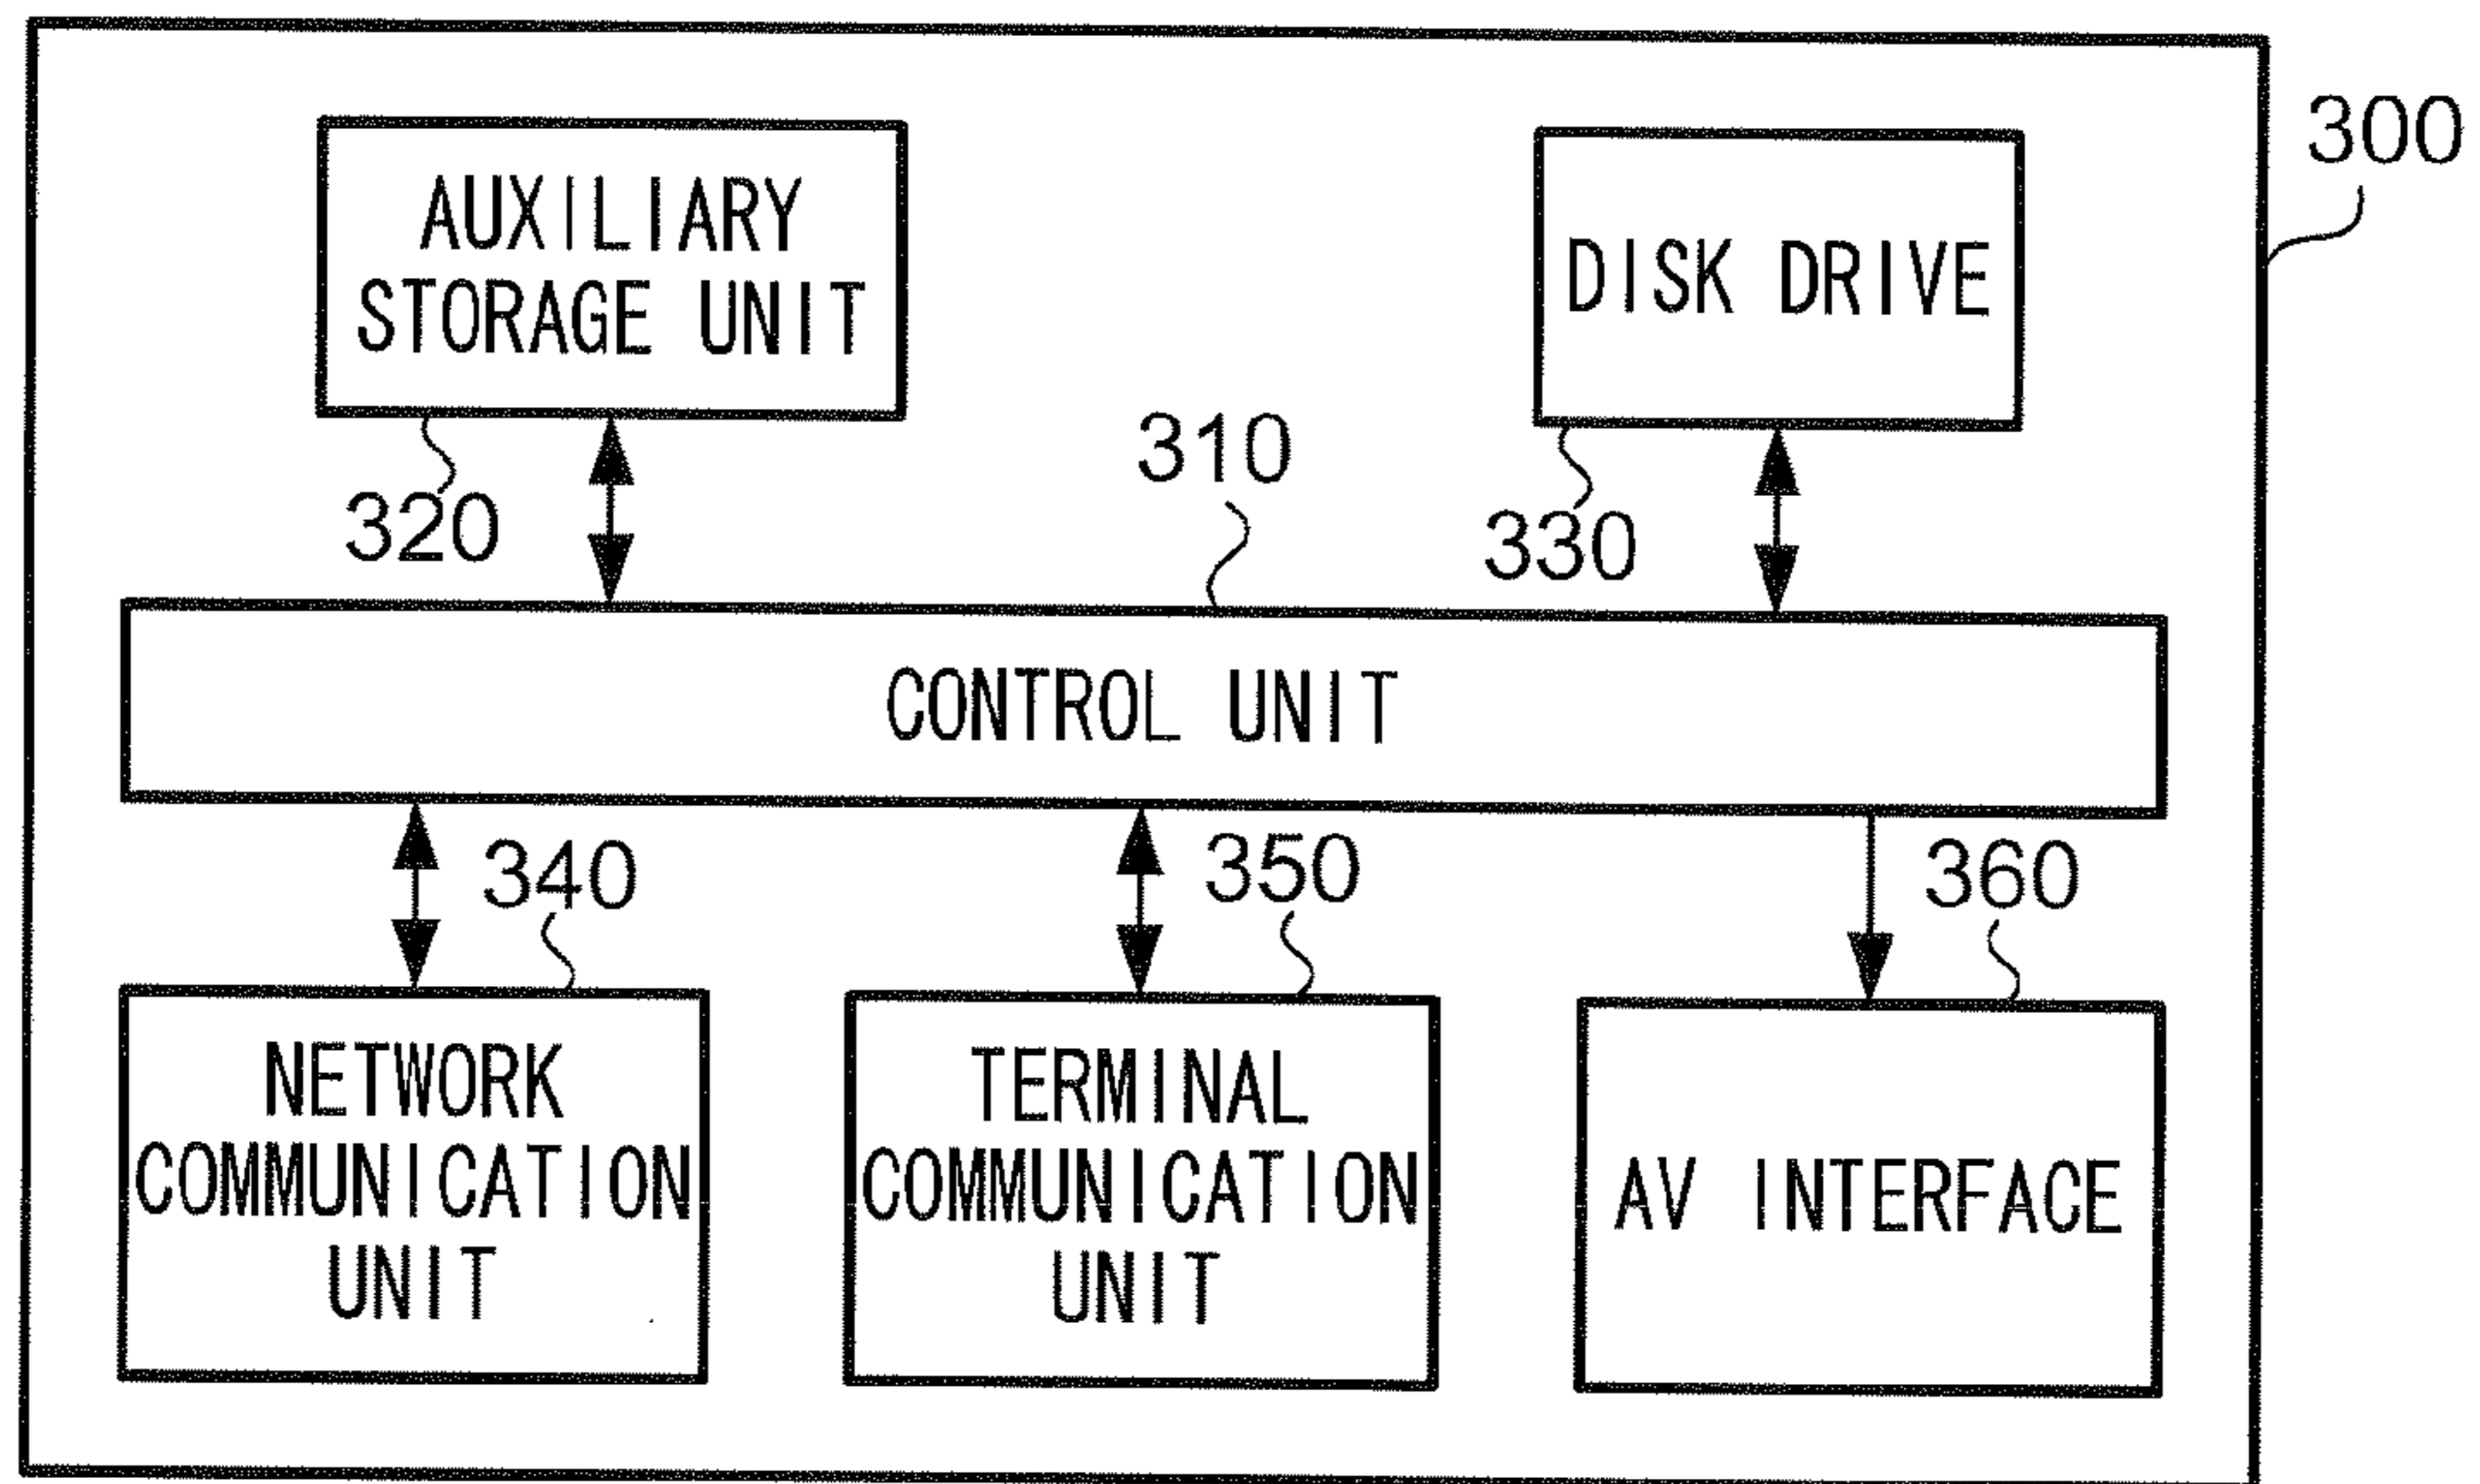 300
AUXILIARY
STORAGE UNIT
DISK DRIVE
320
310
330
CONTROL UNIT
340
350
360
NETWORK
COMMUNICATION
UNIT
TERMINAL
COMMUNICATION
UNIT
AV INTERFACE